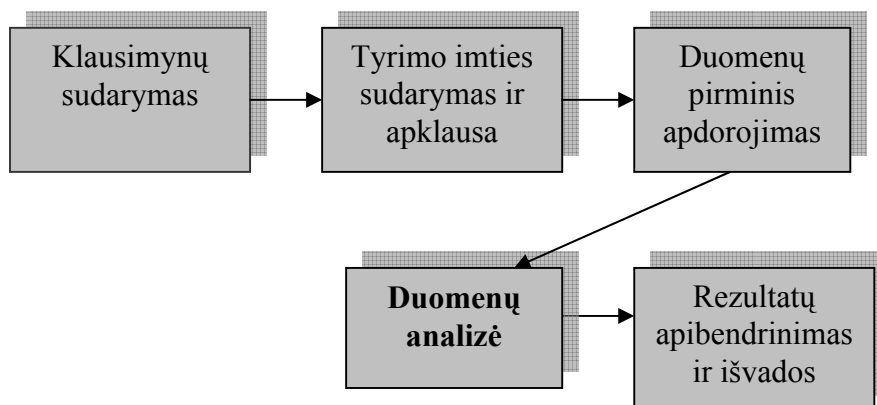 Klausimynų
sudarymas
Tyrimo imties
sudarymas ir
apklausa
Duomenų
pirminis
apdorojimas
Duomenų
analizė
Rezultatų
apibendrinimas
ir išvados